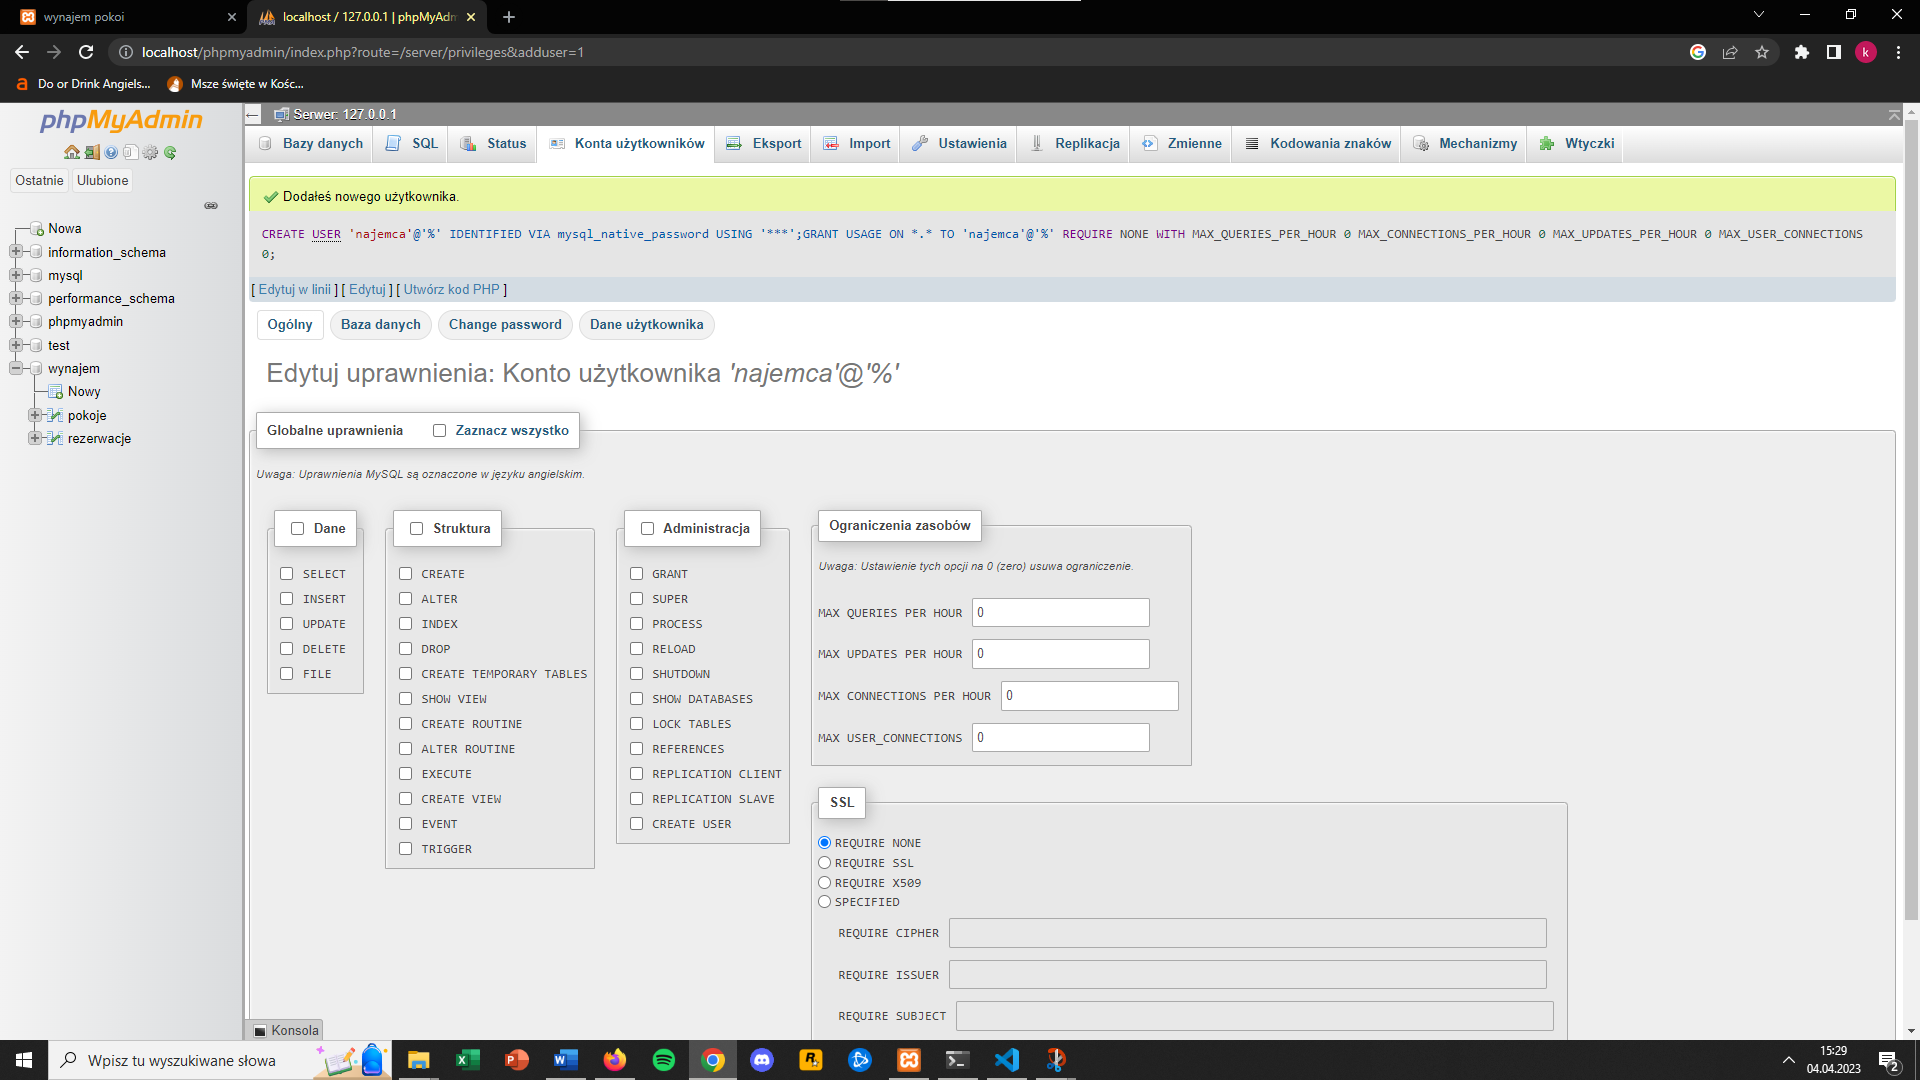 wynajem pokoi
localhost / 127.0.0.1 | phpMyAdm
localhost/phpmyadmin/index.php?route=/server/privileges&adduser=1
k
Do or Drink Angiels...
Msze święte w Kośc...
phpMyAdmin
Ostatnie
Ulubione
Nowa
information_schema
mysql
performance_schema
phpmyadmin
test
wynajem
Nowy
pokoje
rezerwacje
Serwer: 127.0.0.1
Bazy danych
SQL
Status
Konta użytkowników
Eksport
Import
Ustawienia
Replikacja
Zmienne
Kodowania znaków
Mechanizmy
Wtyczki
Dodałeś nowego użytkownika.
CREATE USER 'najemca'@'%' IDENTIFIED VIA mysql_native_password USING '***';GRANT USAGE ON *.* TO 'najemca'@'%' REQUIRE NONE WITH MAX_QUERIES_PER_HOUR 0 MAX_CONNECTIONS_PER_HOUR 0 MAX_UPDATES_PER_HOUR 0 MAX_USER_CONNECTIONS
0;
[ Edytuj w linii ] [ Edytuj ] [ Utwórz kod PHP ]
Ogólny
Baza danych
Change password
Dane użytkownika
Edytuj uprawnienia: Konto użytkownika 'najemca'@'%'
Globalne uprawnienia
Zaznacz wszystko
Uwaga: Uprawnienia MySQL są oznaczone w języku angielskim.
Dane
SELECT
INSERT
UPDATE
DELETE
FILE
Struktura
CREATE
ALTER
INDEX
DROP
CREATE TEMPORARY TABLES
SHOW VIEW
CREATE ROUTINE
ALTER ROUTINE
EXECUTE
CREATE VIEW
EVENT
TRIGGER
Administracja
GRANT
SUPER
PROCESS
RELOAD
SHUTDOWN
SHOW DATABASES
LOCK TABLES
REFERENCES
REPLICATION CLIENT
REPLICATION SLAVE
CREATE USER
Ograniczenia zasobów
Uwaga: Ustawienie tych opcji na 0 (zero) usuwa ograniczenie.
MAX QUERIES PER HOUR 0
MAX UPDATES PER HOUR 0
MAX CONNECTIONS PER HOUR 0
MAX USER_CONNECTIONS 0
SSL
REQUIRE NONE
REQUIRE SSL
REQUIRE X509
SPECIFIED
REQUIRE CIPHER
REQUIRE ISSUER
REQUIRE SUBJECT
Konsola
Wpisz tu wyszukiwane słowa
15:29
04.04.2023
2